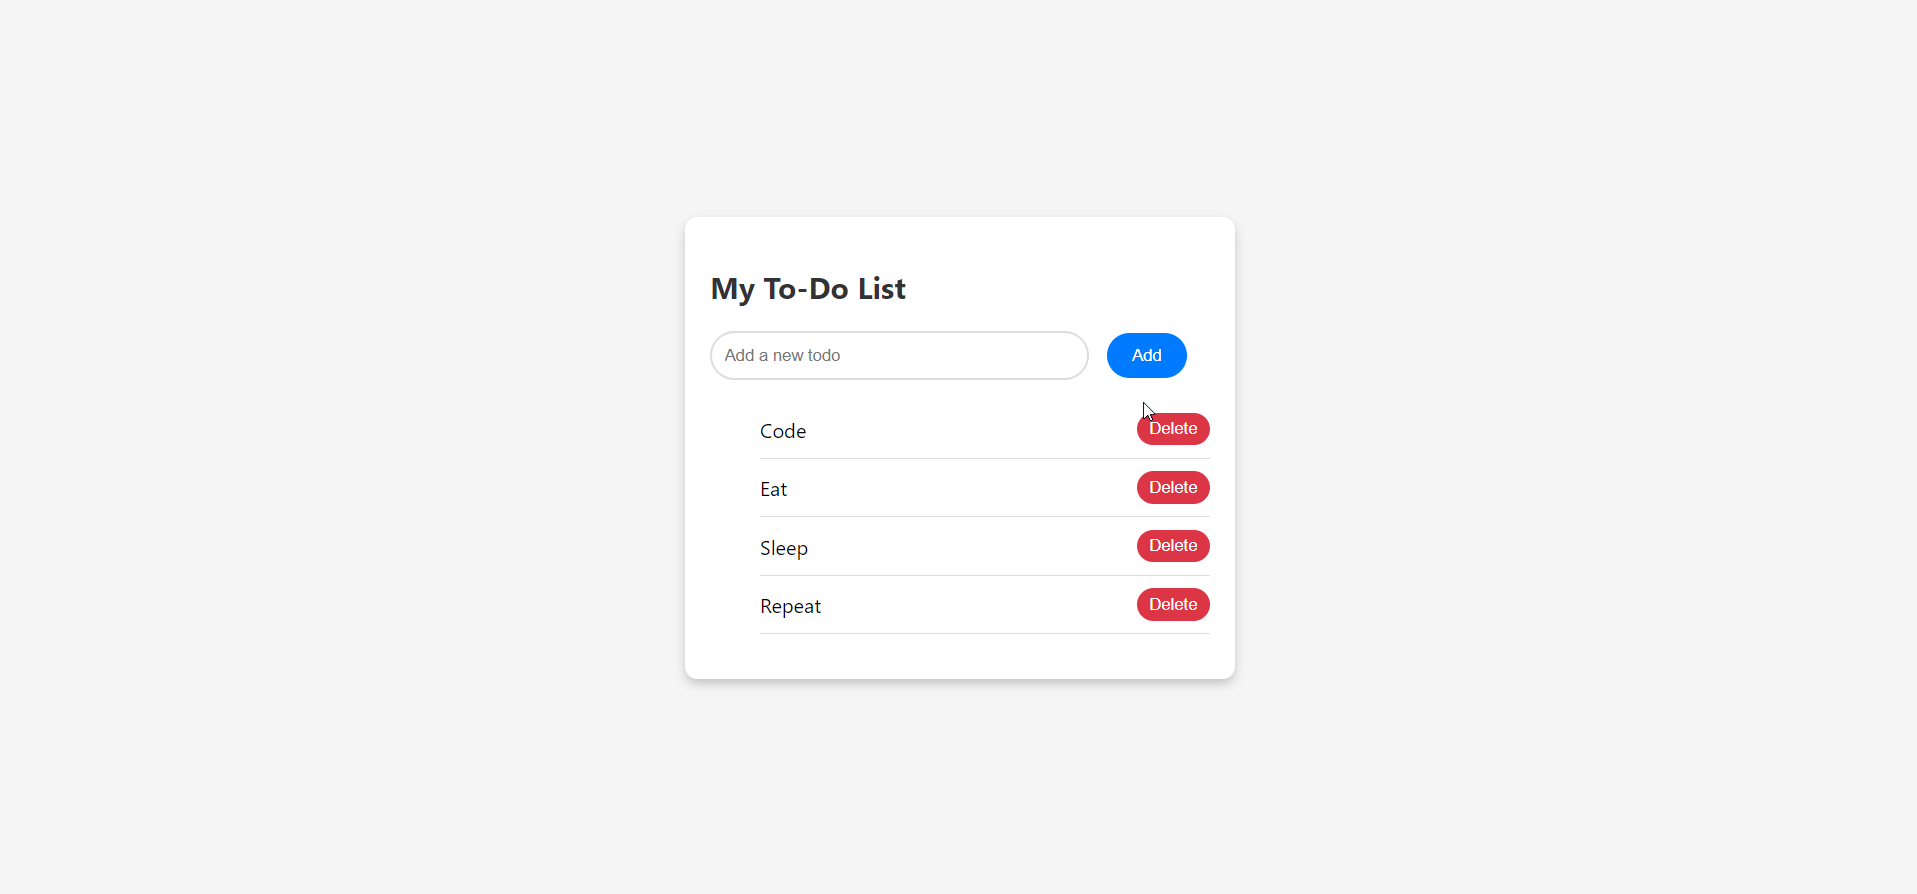 My To-Do List
Add a new todo Add
Code Delete
Eat Delete
Sleep Delete
Repeat Delete